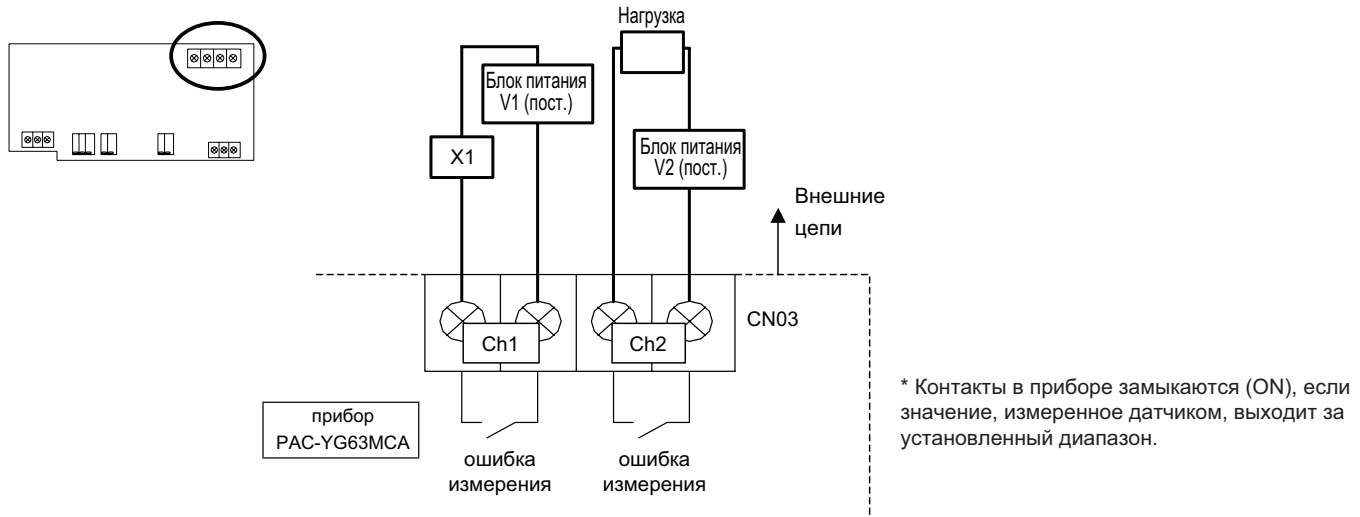 Нагрузка
Блок питания
V1 (пост.)
X1
Блок питания
V2 (пост.)
Внешние
цепи
CN03
Ch1
Ch2
прибор
PAC-YG63MCA
ошибка
измерения
ошибка
измерения
* Контакты в приборе замыкаются (ON), если
значение, измеренное датчиком, выходит за
установленный диапазон.